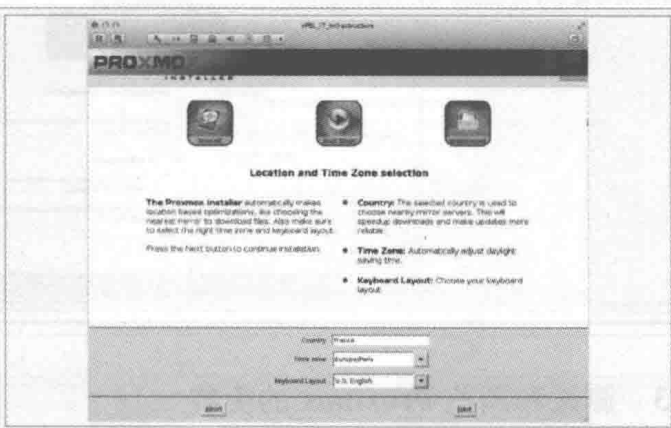 PROXMO
INSTALLER
Location and Time Zone selection
The Proxmox Installer automatically makes
location based optimizations, like choosing the
nearest mirror to download files. Also make sure
to select the right time zone and keyboard layout.
Press the Next button to continue installation.
Country: The selected country is used to
choose nearby mirror servers. This will
speedup downloads and make updates more
reliable.
Time Zone: Automatically adjust daylight
saving time.
Keyboard Layout: Choose your keyboard
layout.
Country France
Time zone Europe/Paris
Keyboard Layout U.S. English
Abort
Next